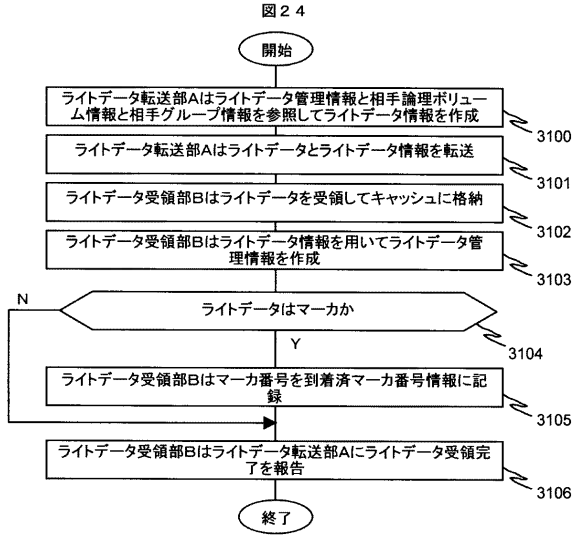 図２４
開始
ライトデータ転送部Aはライトデータ管理情報と相手論理ボリュー
ム情報と相手グループ情報を参照してライトデータ情報を作成
3100
ライトデータ転送部Aはライトデータとライトデータ情報を転送
3101
ライトデータ受領部Bはライトデータを受領してキャッシュに格納
3102
ライトデータ受領部Bはライトデータ情報を用いてライトデータ管
理情報を作成
3103
N
ライトデータはマーカか
3104
Y
ライトデータ受領部Bはマーカ番号を到着済マーカ番号情報に記
録
3105
ライトデータ受領部Bはライトデータ転送部Aにライトデータ受領完
了を報告
3106
終了